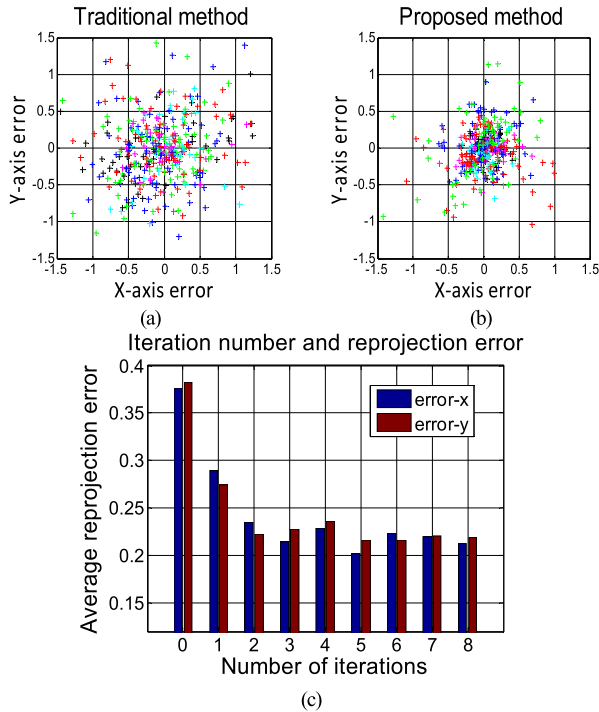 Traditional method
Proposed method
1.5
1
0.5
0
-0.5
-1
-1.5
Y-axis error
-1.5 -1 -0.5 0 0.5 1 1.5
X-axis error
(a)
1.5
1
0.5
0
-0.5
-1
-1.5
Y-axis error
-1.5 -1 -0.5 0 0.5 1 1.5
X-axis error
(b)
Iteration number and reprojection error
0.4
0.35
0.3
0.25
0.2
0.15
Average reprojection error
error-x
error-y
0 1 2 3 4 5 6 7 8
Number of iterations
(c)